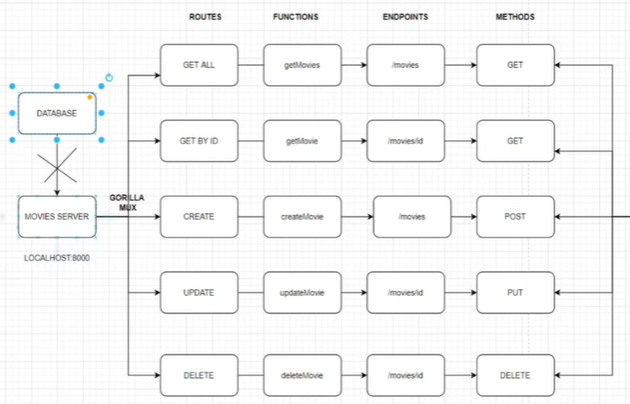 ROUTES FUNCTIONS ENDPOINTS METHODS
GET ALL getMovies /movies GET
DATABASE
GET BY ID getMovie /movies/id GET
GORILLA
MUX
MOVIES SERVER CREATE createMovie /movies POST
LOCALHOST:8000
UPDATE updateMovie /movies/id PUT
DELETE deleteMovie /movies/id DELETE